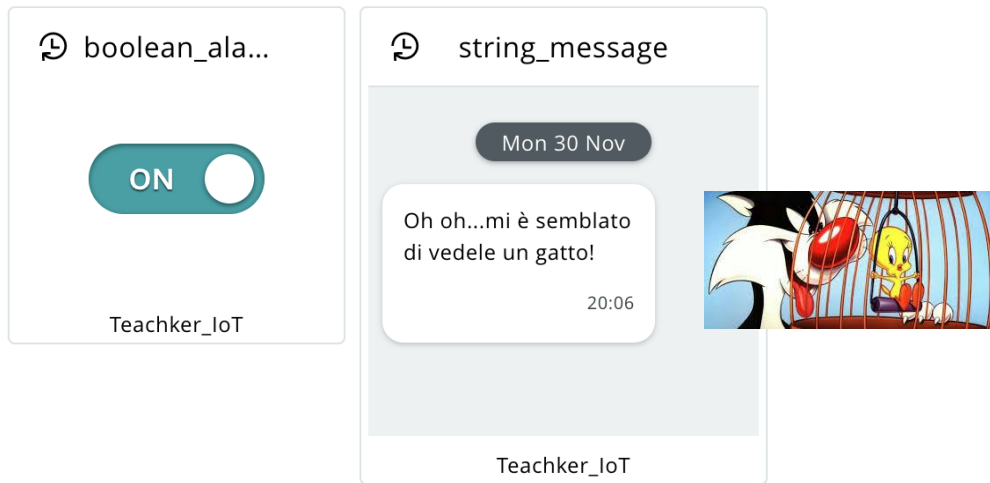 boolean_ala...
ON
Teachker_IoT
string_message
Mon 30 Nov
Oh oh...mi è semblato
di vedele un gatto!
20:06
Teachker_IoT